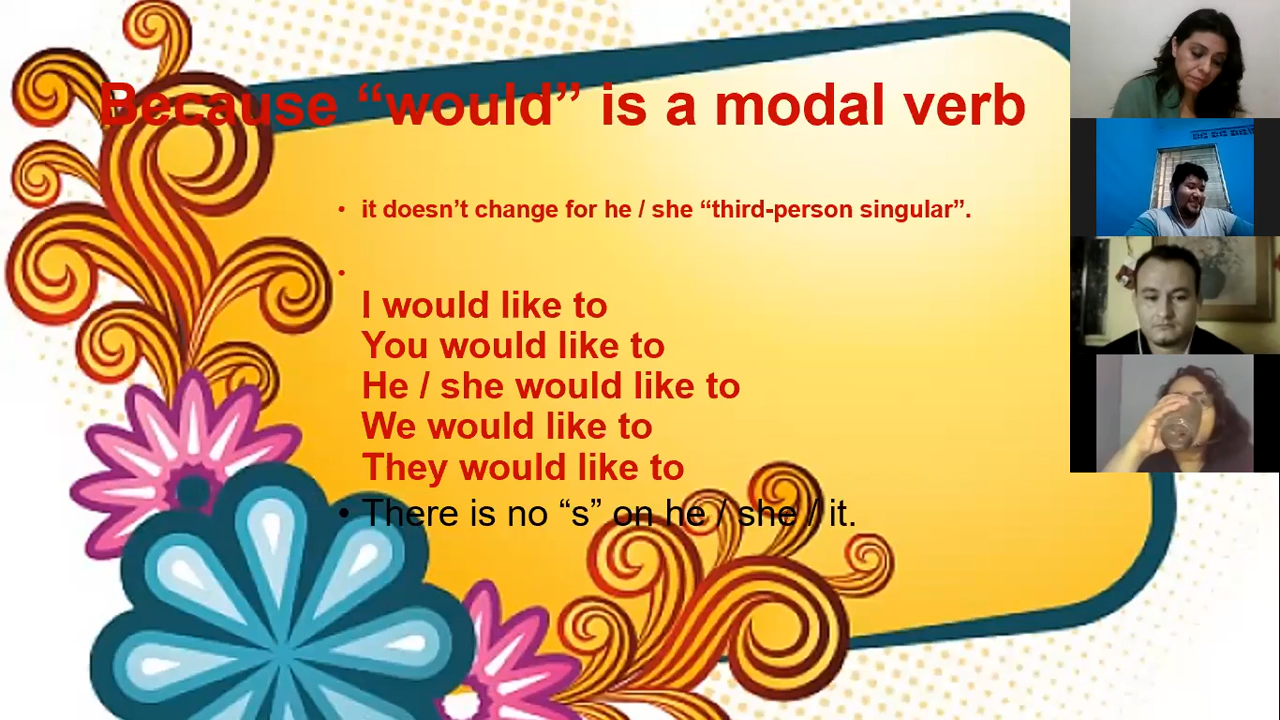 Because “would” is a modal verb
• it doesn’t change for he / she “third-person singular”.
•
I would like to
You would like to
He / she would like to
We would like to
They would like to
• There is no “s” on he / she / it.